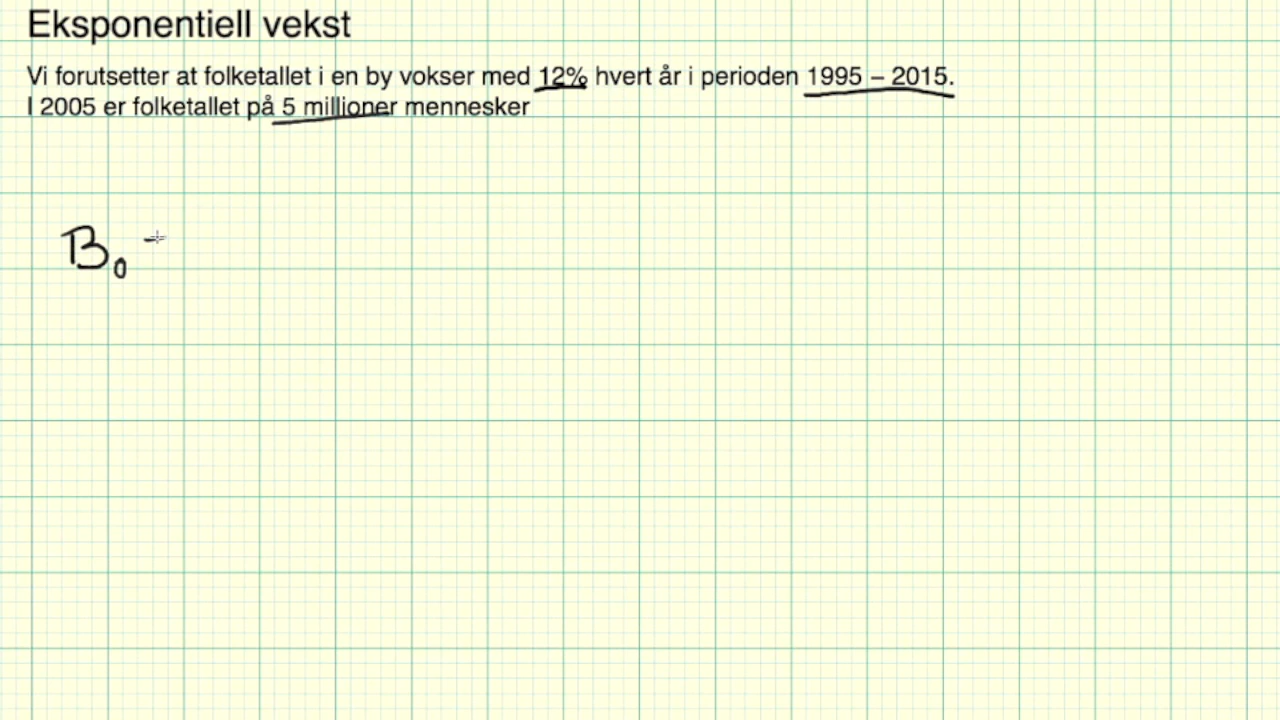 Eksponentiell vekst
Vi forutsetter at folketallet i en by vokser med 12% hvert år i perioden 1995 – 2015.
I 2005 er folketallet på 5 millioner mennesker
B₀ -